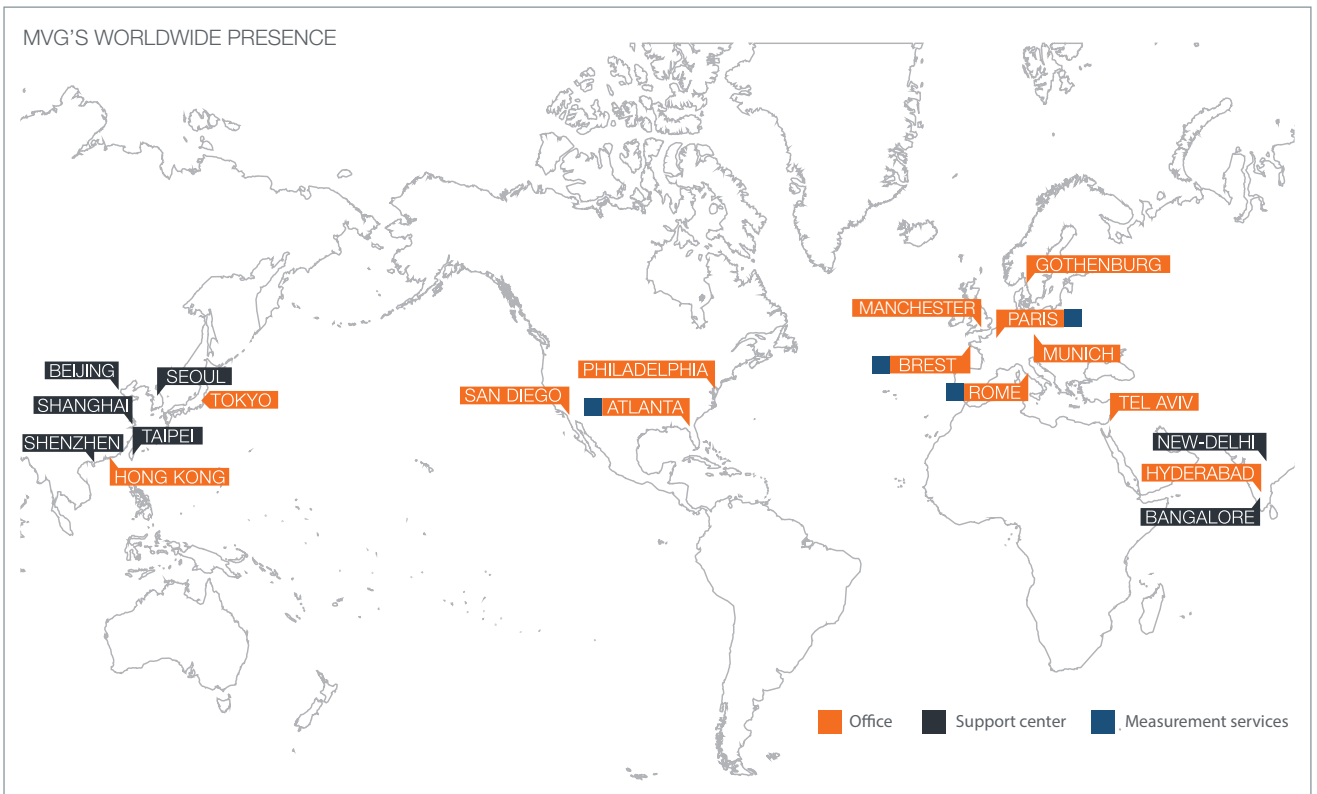 MVG'S WORLDWIDE PRESENCE
GOTHENBURG
MANCHESTER
PARIS
MUNICH
BREST
ROME
TEL AVIV
NEW-DELHI
HYDERABAD
BANGALORE
PHILADELPHIA
SAN DIEGO
ATLANTA
BEIJING
SEOUL
SHANGHAI
TOKYO
SHENZHEN
TAIPEI
HONG KONG
Office
Support center
Measurement services